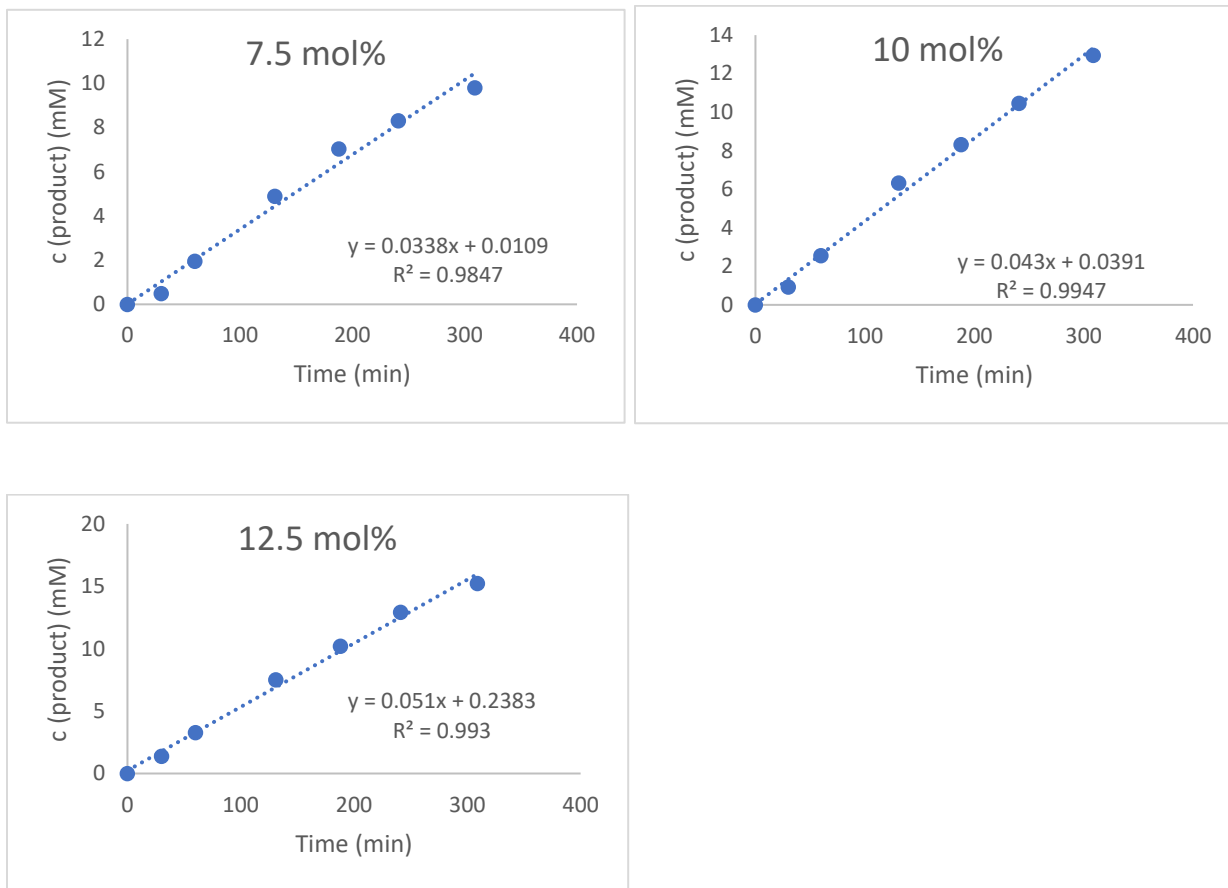 7.5 mol%
12
10
8
6
4
2
0
c (product) (mM)
y = 0.0338x + 0.0109
R² = 0.9847
0 100 200 300 400
Time (min)
10 mol%
14
12
10
8
6
4
2
0
c (product) (mM)
y = 0.043x + 0.0391
R² = 0.9947
0 100 200 300 400
Time (min)
12.5 mol%
20
15
10
5
0
c (product) (mM)
y = 0.051x + 0.2383
R² = 0.993
0 100 200 300 400
Time (min)